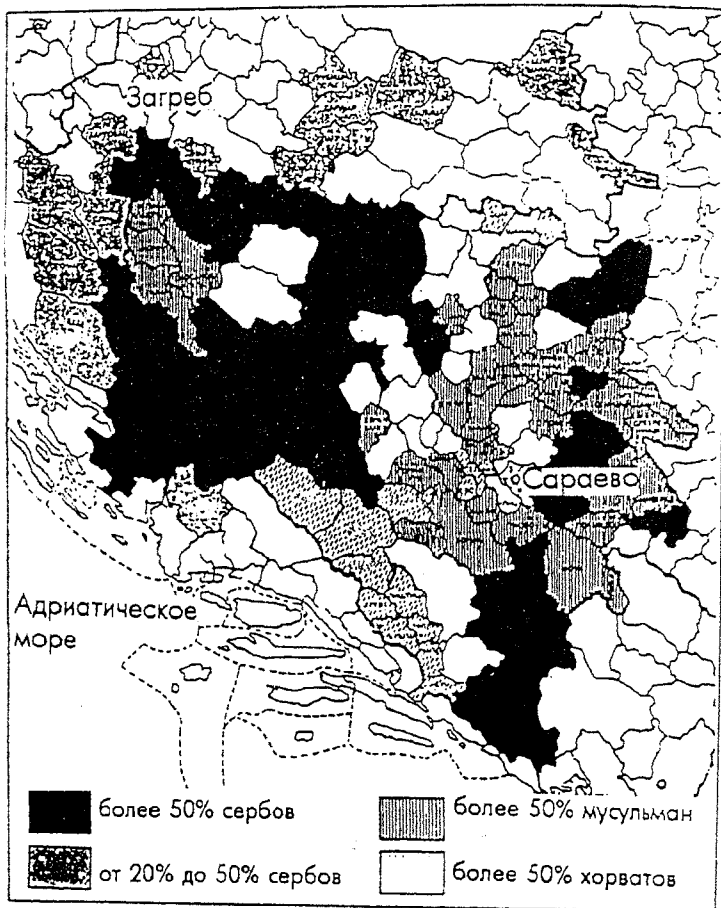 Загреб
Сараево
Адриатическое
море
более 50% сербов
более 50% мусульман
от 20% до 50% сербов
более 50% хорватов